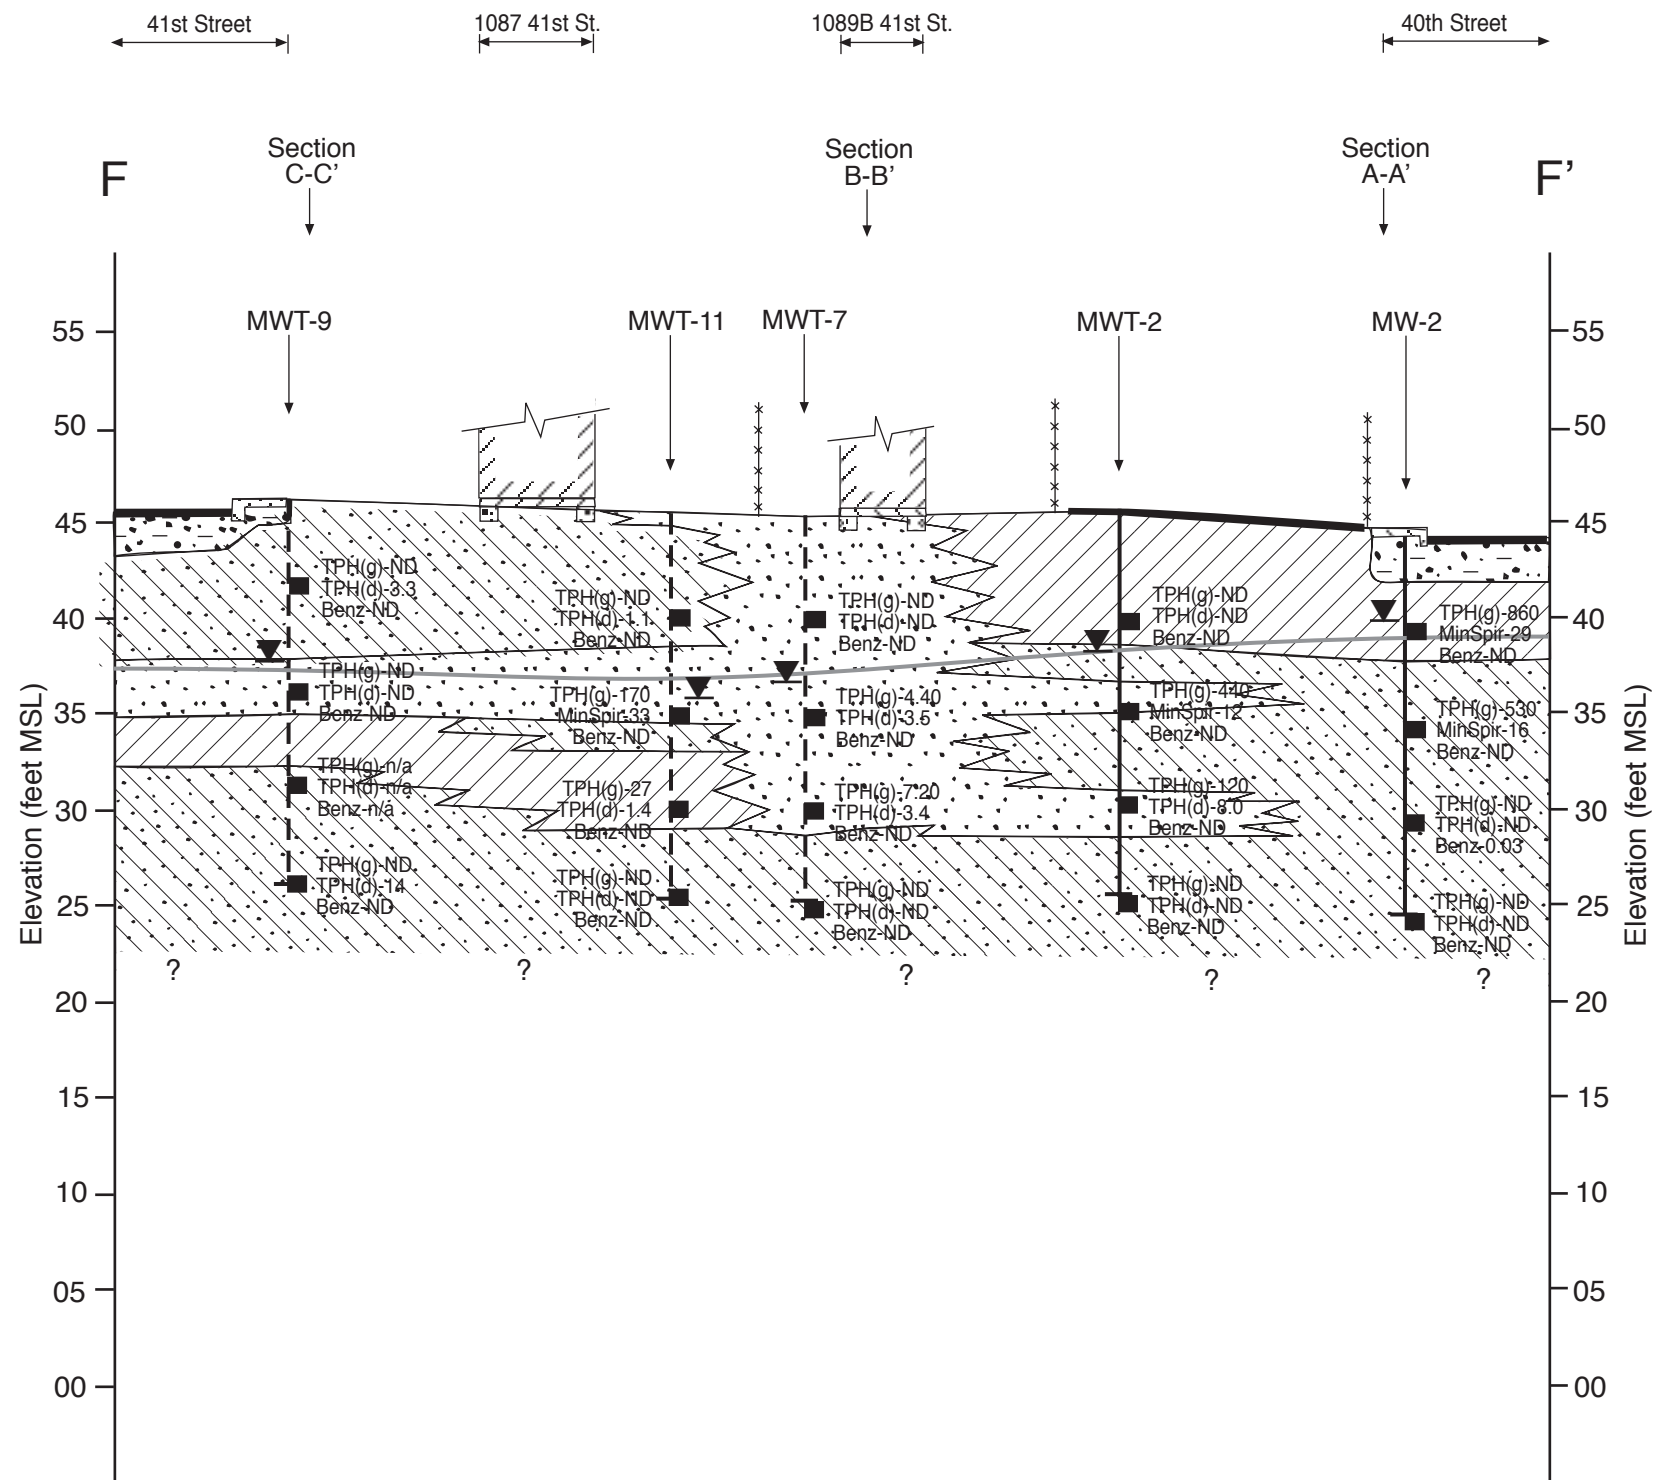 41st Street
1087 41st St.
1089B 41st St.
40th Street
F
Section
C-C’
Section
B-B’
Section
A-A’
F’
MWT-9
MWT-11
MWT-7
MWT-2
MW-2
55
50
45
40
35
30
25
20
15
10
05
00
Elevation (feet MSL)
TPH(g)-ND
TPH(d)-3.3
Benz-ND
TPH(g)-ND
TPH(d)-ND
Benz-ND
TPH(g)-n/a
TPH(d)-n/a
Benz-n/a
TPH(g)-ND
TPH(d)-14
Benz-ND
TPH(g)-ND
TPH(d)-1.1
Benz-ND
TPH(g)-170
MinSpir-33
Benz-ND
TPH(g)-27
TPH(d)-1.4
Benz-ND
TPH(g)-ND
TPH(d)-ND
Benz-ND
TPH(g)-ND
TPH(d)-ND
Benz-ND
TPH(g)-4.40
TPH(d)-3.5
Benz-ND
TPH(g)-7.20
TPH(d)-3.4
Benz-ND
TPH(g)-ND
TPH(d)-ND
Benz-ND
TPH(g)-ND
TPH(d)-ND
Benz-ND
TPH(g)-440
MinSpir-12
Benz-ND
TPH(g)-120
TPH(d)-8.0
Benz-ND
TPH(g)-ND
TPH(d)-ND
Benz-ND
TPH(g)-860
MinSpir-29
Benz-ND
TPH(g)-530
MinSpir-16
Benz-ND
TPH(g)-ND
TPH(d)-ND
Benz-0.03
TPH(g)-ND
TPH(d)-ND
Benz-ND
?
?
?
?
?
55
50
45
40
35
30
25
20
15
10
05
00
Elevation (feet MSL)